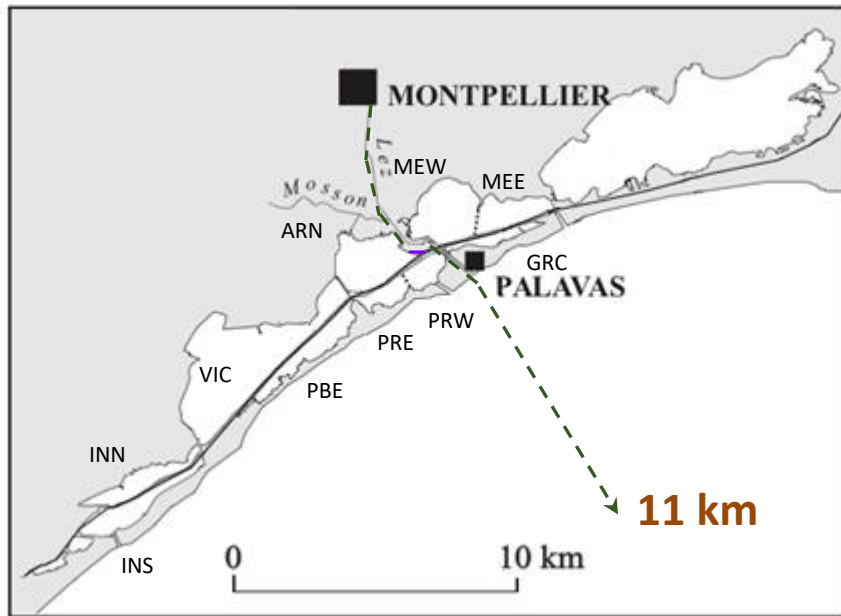 MONTPELLIER
Lez
MEW
MEE
Mosson
ARN
GRC
PALAVAS
PRW
PRE
VIC
PBE
INN
11 km
0
10 km
INS